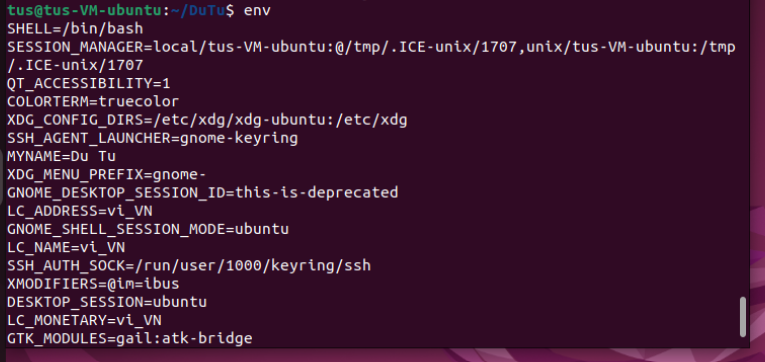 tus@tus-VM-ubuntu:~/DuTu$ env
SHELL=/bin/bash
SESSION_MANAGER=local/tus-VM-ubuntu:@/tmp/.ICE-unix/1707,unix/tus-VM-ubuntu:/tmp
/.ICE-unix/1707
QT_ACCESSIBILITY=1
COLORTERM=truecolor
XDG_CONFIG_DIRS=/etc/xdg/xdg-ubuntu:/etc/xdg
SSH_AGENT_LAUNCHER=gnome-keyring
MYNAME=Du Tu
XDG_MENU_PREFIX=gnome-
GNOME_DESKTOP_SESSION_ID=this-is-deprecated
LC_ADDRESS=vi_VN
GNOME_SHELL_SESSION_MODE=ubuntu
LC_NAME=vi_VN
SSH_AUTH_SOCK=/run/user/1000/keyring/ssh
XMODIFIERS=@im=ibus
DESKTOP_SESSION=ubuntu
LC_MONETARY=vi_VN
GTK_MODULES=gail:atk-bridge